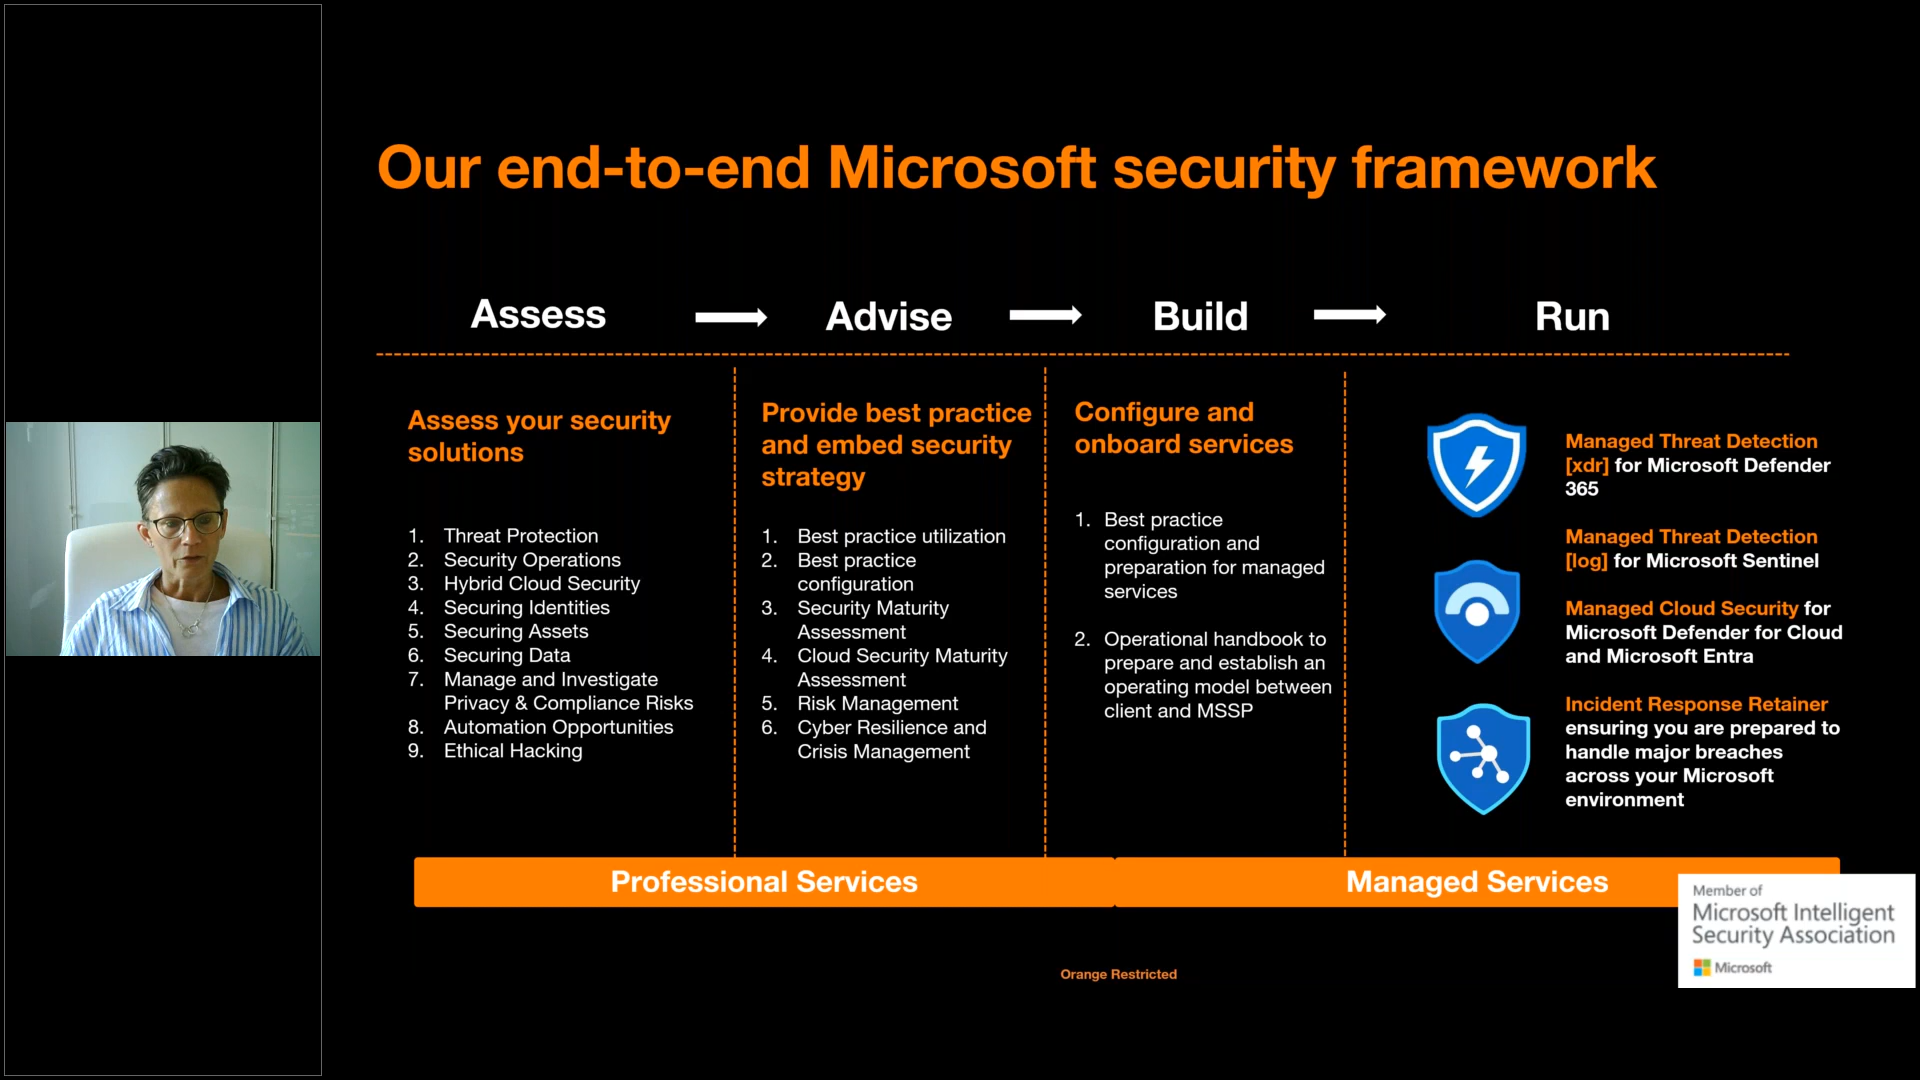 Our end-to-end Microsoft security framework
Assess
Advise
Build
Run
Assess your security
solutions
1. Threat Protection
2. Security Operations
3. Hybrid Cloud Security
4. Securing Identities
5. Securing Assets
6. Securing Data
7. Manage and Investigate
Privacy & Compliance Risks
8. Automation Opportunities
9. Ethical Hacking
Provide best practice
and embed security
strategy
1. Best practice utilization
2. Best practice
configuration
3. Security Maturity
Assessment
4. Cloud Security Maturity
Assessment
5. Risk Management
6. Cyber Resilience and
Crisis Management
Configure and
onboard services
1. Best practice
configuration and
preparation for managed
services
2. Operational handbook to
prepare and establish an
operating model between
client and MSSP
Managed Threat Detection
[xdr] for Microsoft Defender
365
Managed Threat Detection
[log] for Microsoft Sentinel
Managed Cloud Security for
Microsoft Defender for Cloud
and Microsoft Entra
Incident Response Retainer
ensuring you are prepared to
handle major breaches
across your Microsoft
environment
Professional Services
Managed Services
Member of
Microsoft Intelligent
Security Association
Microsoft
Orange Restricted